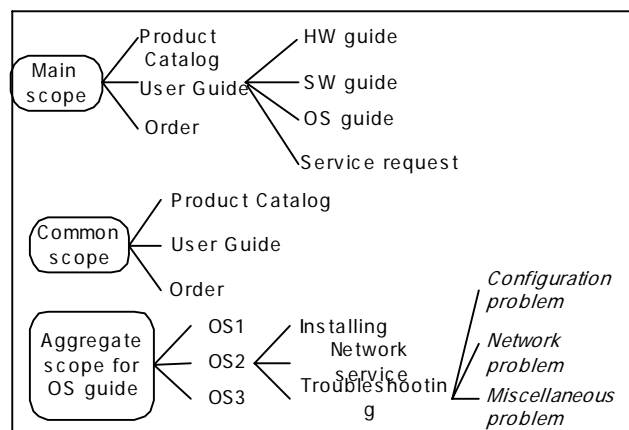 Main
scope
Product
Catalog
User Guide
Order
HW guide
SW guide
OS guide
Service request
Common
scope
Product Catalog
User Guide
Order
Aggregate
scope for
OS guide
OS1
OS2
OS3
Installing
Network
service
Troubleshootin
g
Configuration
problem
Network
problem
Miscellaneous
problem